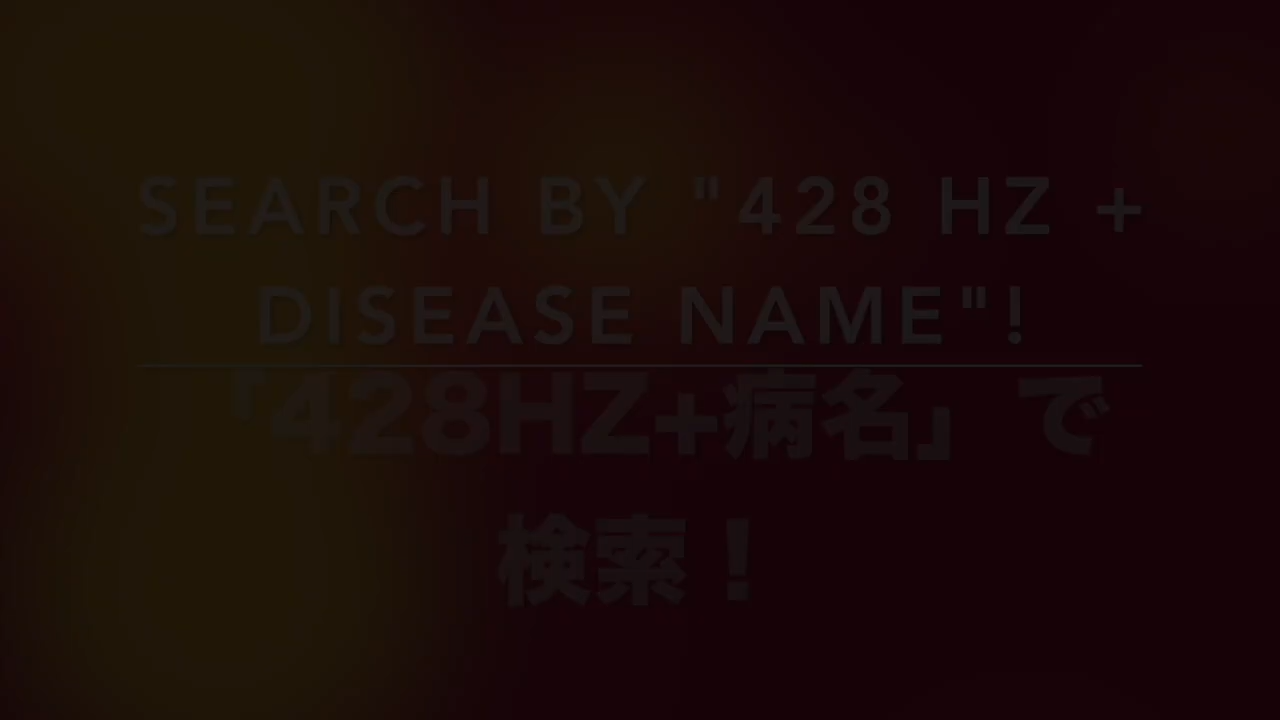 SEARCH BY "428 HZ +
DISEASE NAME"!
「428HZ+病名」で
検索！